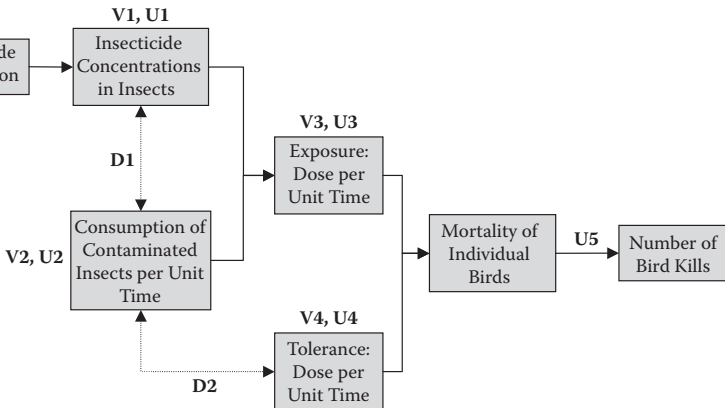 V1, U1
Insecticide
Concentrations
in Insects
D1
V2, U2
Consumption of
Contaminated
Insects per Unit
Time
V3, U3
Exposure:
Dose per
Unit Time
V4, U4
Tolerance:
Dose per
Unit Time
D2
Mortality of
Individual
Birds
U5
Number of
Bird Kills